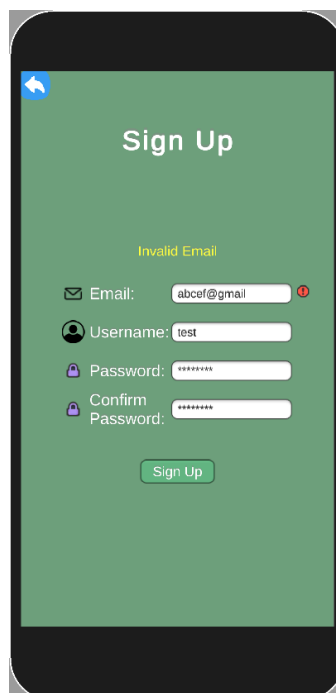 Sign Up
Invalid Email
Email: abcef@gmail
Username: test
Password: ********
Confirm
Password: ********
Sign Up